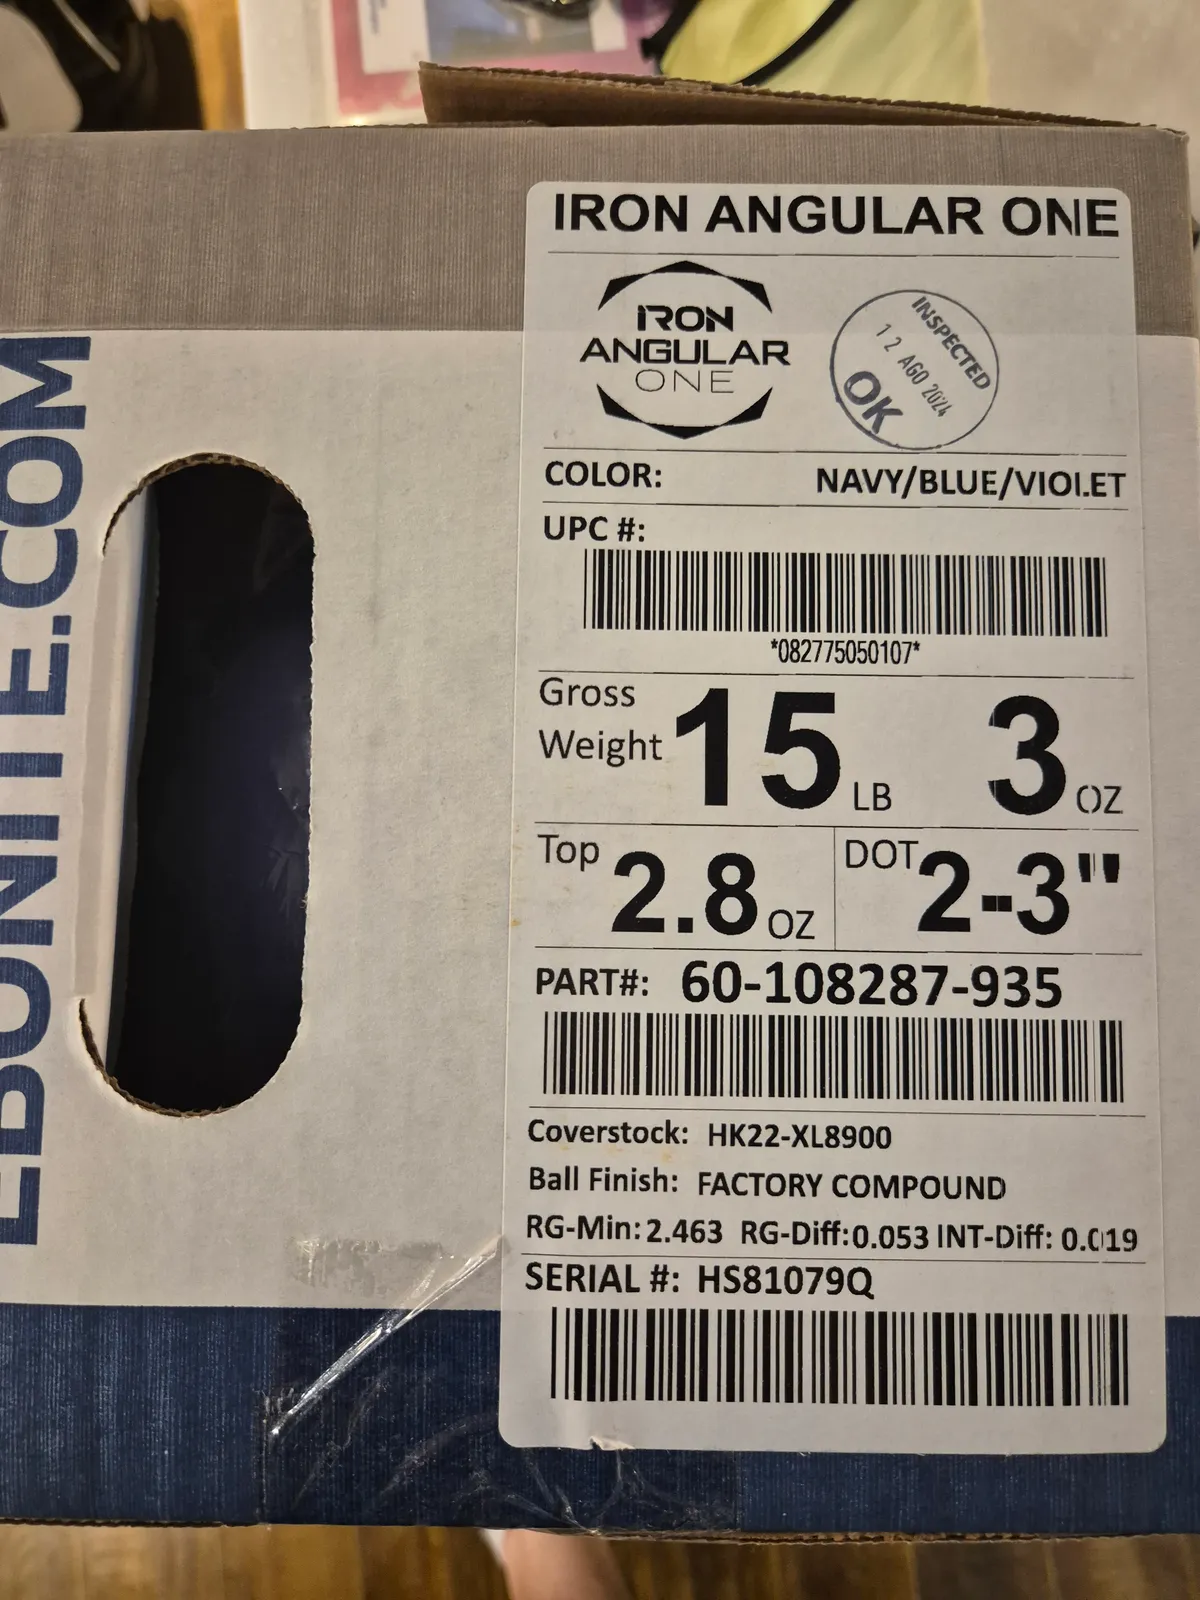 EBONITE.COM
IRON ANGULAR ONE
IRON
ANGULAR
ONE
INSPECTED
12 AGO 2024
OK
COLOR: NAVY/BLUE/VIOLET
UPC #:
*082775050107*
Gross Weight 15 LB 3 OZ
Top 2.8 OZ DOT 2-3"
PART#: 60-108287-935
Coverstock: HK22-XL8900
Ball Finish: FACTORY COMPOUND
RG-Min: 2.463 RG-Diff: 0.053 INT-Diff: 0.019
SERIAL #: HS81079Q